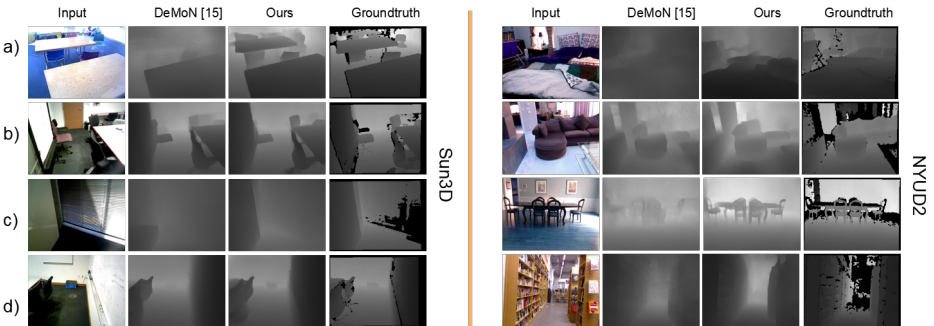 Input DeMoN [15] Ours Groundtruth
Input DeMoN [15] Ours Groundtruth
a)
b)
c)
d)
Sun3D
NYUD2